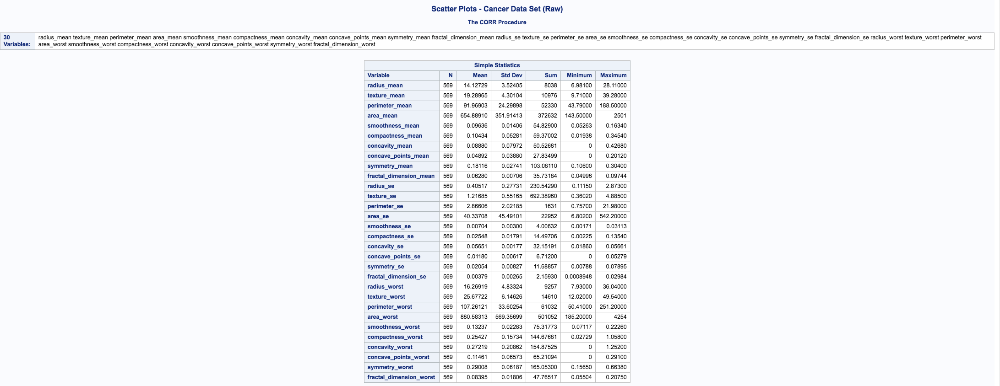 Scatter Plots - Cancer Data Set (Raw)
The CORR Procedure
30 Variables: radius_mean texture_mean perimeter_mean area_mean smoothness_mean compactness_mean concavity_mean concave_points_mean symmetry_mean fractal_dimension_mean radius_se texture_se perimeter_se area_se smoothness_se compactness_se concavity_se concave_points_se symmetry_se fractal_dimension_se radius_worst texture_worst perimeter_worst
area_worst smoothness_worst compactness_worst concavity_worst concave_points_worst symmetry_worst fractal_dimension_worst
Simple Statistics
Variable N Mean Std Dev Sum Minimum Maximum
radius_mean 569 14.12729 3.52405 8038 6.98100 28.11000
texture_mean 569 19.28965 4.30104 10976 9.71000 39.28000
perimeter_mean 569 91.96903 24.29898 52330 43.79000 188.50000
area_mean 569 654.88910 351.91413 372632 143.50000 2501
smoothness_mean 569 0.09636 0.01406 54.82900 0.05263 0.16340
compactness_mean 569 0.10434 0.05281 59.37002 0.01938 0.34540
concavity_mean 569 0.08880 0.07972 50.52681 0 0.42680
concave_points_mean 569 0.04892 0.03880 27.83499 0 0.20120
symmetry_mean 569 0.18116 0.02741 103.08110 0.10600 0.30400
fractal_dimension_mean 569 0.06280 0.00706 35.73184 0.04996 0.09744
radius_se 569 0.40517 0.27731 230.54290 0.11150 2.87300
texture_se 569 1.21685 0.55165 692.38960 0.36020 4.88500
perimeter_se 569 2.86606 2.02185 1631 0.75700 21.98000
area_se 569 40.33708 45.49101 22952 6.80200 542.20000
smoothness_se 569 0.00704 0.00300 4.00632 0.00171 0.03113
compactness_se 569 0.02548 0.01791 14.49706 0.00225 0.13540
concavity_se 569 0.05651 0.00177 32.15191 0.01860 0.05661
concave_points_se 569 0.01180 0.00617 6.71200 0 0.05279
symmetry_se 569 0.02054 0.00827 11.68857 0.00788 0.07895
fractal_dimension_se 569 0.00379 0.00265 2.15930 0.0008948 0.02984
radius_worst 569 16.26919 4.83324 9257 7.93000 36.04000
texture_worst 569 25.67722 6.14626 14610 12.02000 49.54000
perimeter_worst 569 107.26121 33.60254 61032 50.41000 251.20000
area_worst 569 880.58313 569.35699 501052 185.20000 4254
smoothness_worst 569 0.13237 0.02283 75.31773 0.07117 0.22260
compactness_worst 569 0.25427 0.15734 144.67681 0.02729 1.05800
concavity_worst 569 0.27219 0.20862 154.87525 0 1.25200
concave_points_worst 569 0.11461 0.06573 65.21094 0 0.29100
symmetry_worst 569 0.29008 0.06187 165.05300 0.15650 0.66380
fractal_dimension_worst 569 0.08395 0.01806 47.76517 0.05504 0.20750